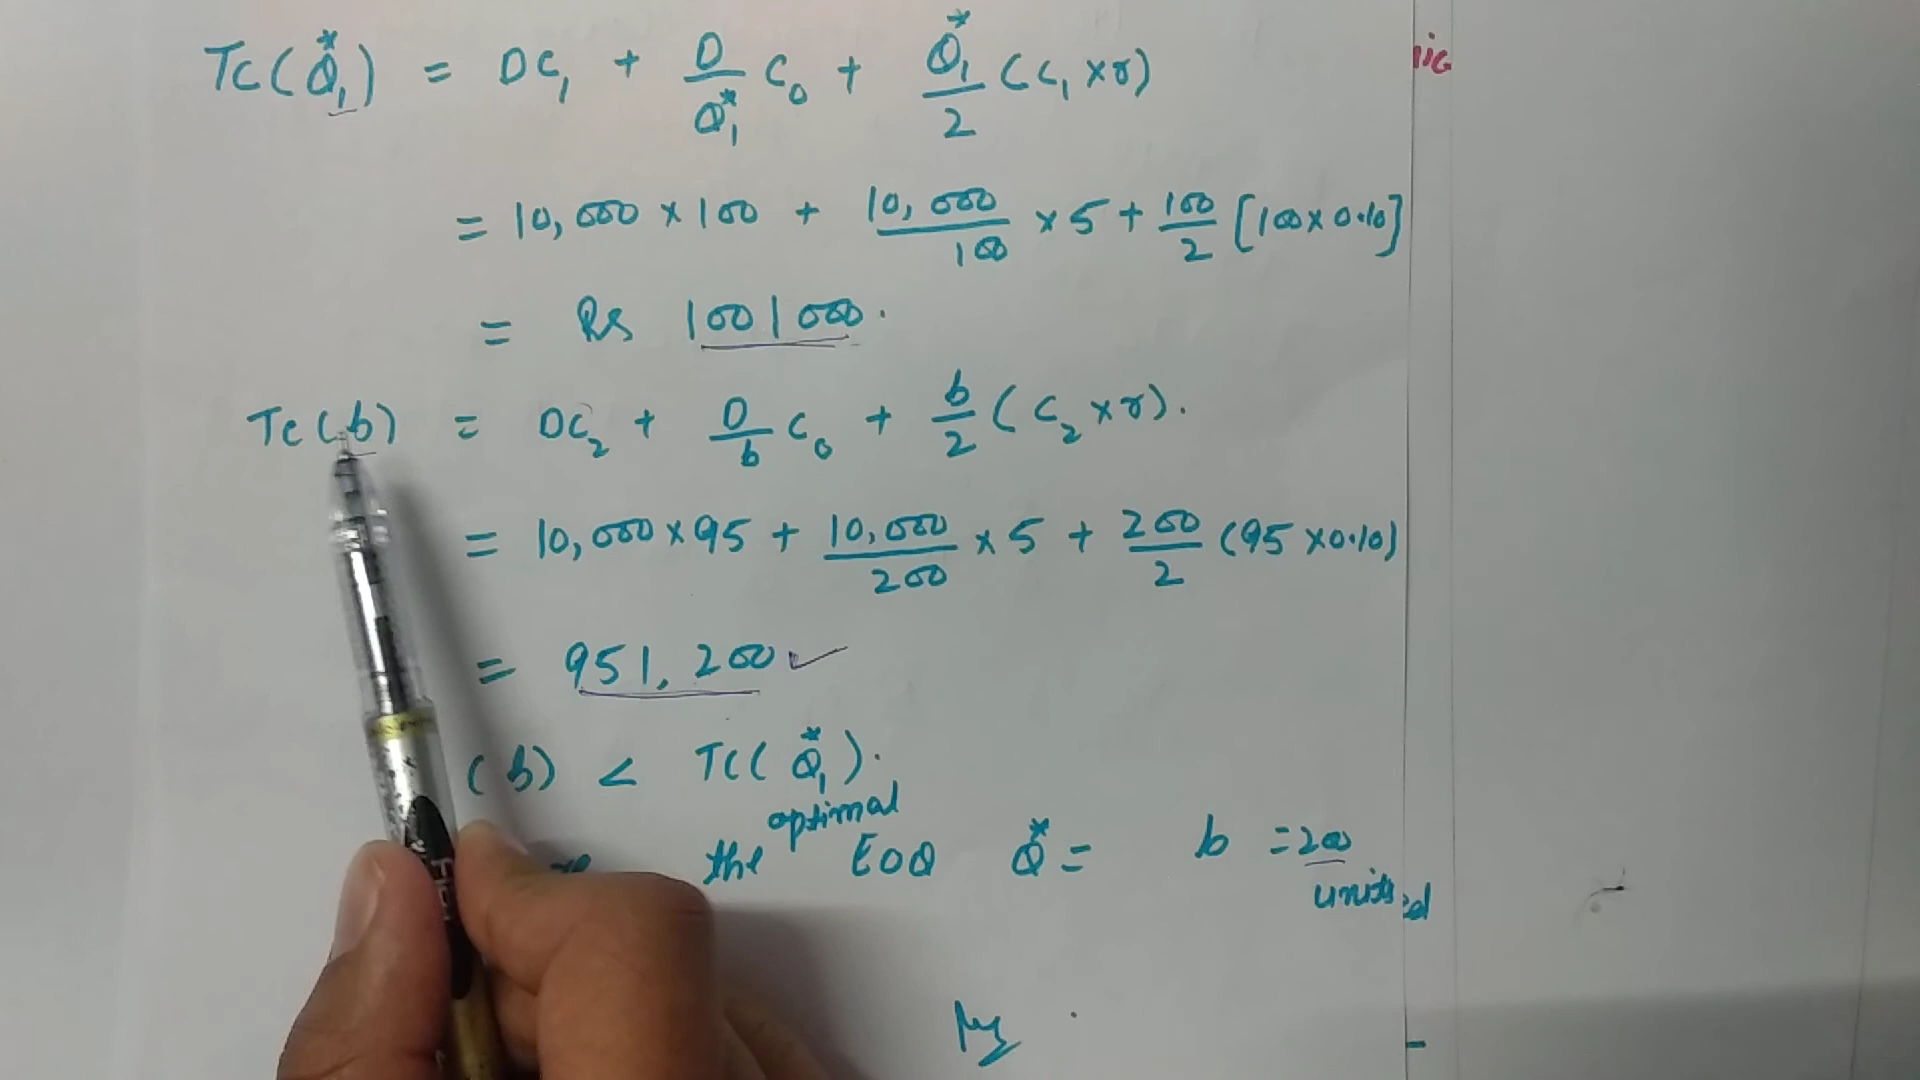 TC(Q₁*) = DC₁ + D/Q₁* C₀ + Q₁*/2 (C₁ × r)
= 10,000 × 100 + 10,000/100 × 5 + 100/2 [100 × 0.10]
= Rs 1001000.
TC(b) = DC₂ + D/b C₀ + b/2 (C₂ × r).
= 10,000 × 95 + 10,000/200 × 5 + 200/2 (95 × 0.10)
= 951,200 ✓
(b) < TC(Q₁*).
the optimal EOQ Q* = b = 200
units